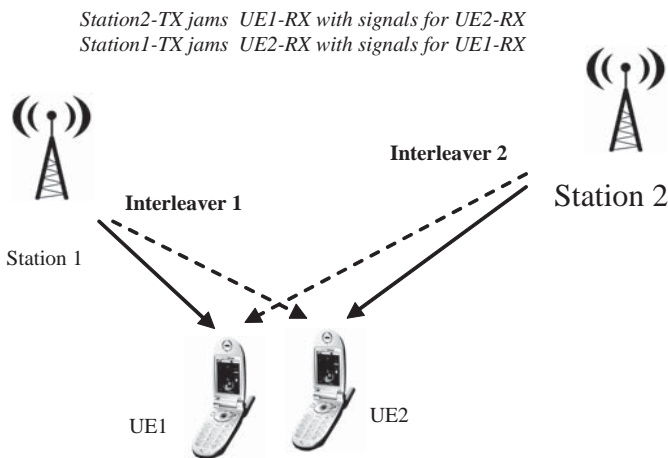 Station2-TX jams UE1-RX with signals for UE2-RX
Station1-TX jams UE2-RX with signals for UE1-RX
Interleaver 2
Station 2
Interleaver 1
Station 1
UE1
UE2